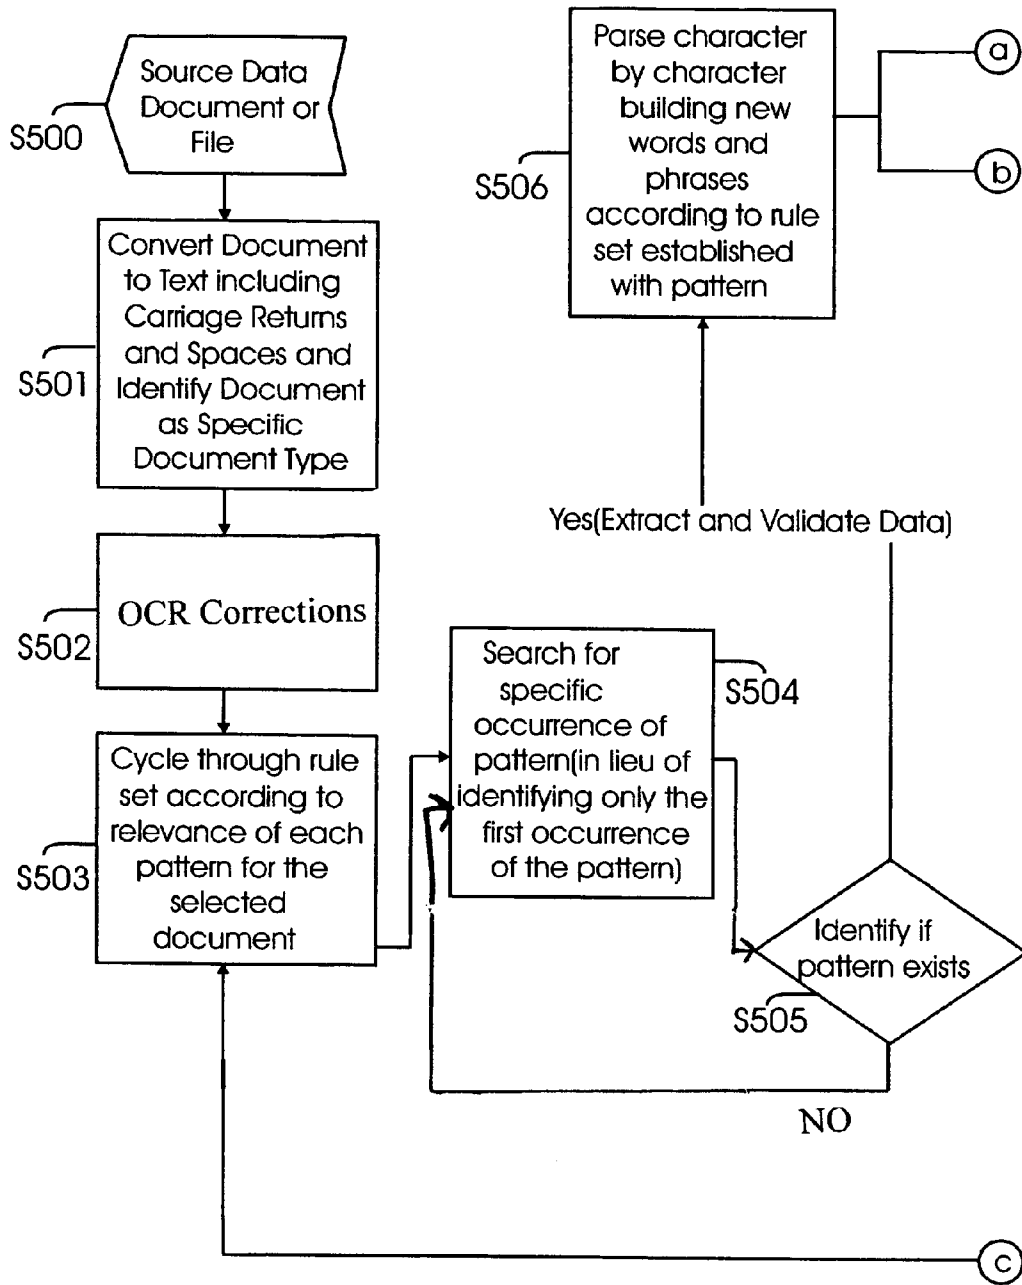 Source Data
Document or
File
S500
Convert Document
to Text including
Carriage Returns
and Spaces and
Identify Document
as Specific
Document Type
S501
OCR Corrections
S502
Cycle through rule
set according to
relevance of each
pattern for the
selected
document
S503
Search for
specific
occurrence of
pattern(in lieu of
identifying only the
first occurrence
of the pattern)
S504
Identify if
pattern exists
S505
NO
Yes(Extract and Validate Data)
Parse character
by character
building new
words and
phrases
according to rule
set established
with pattern
S506
a
b
c